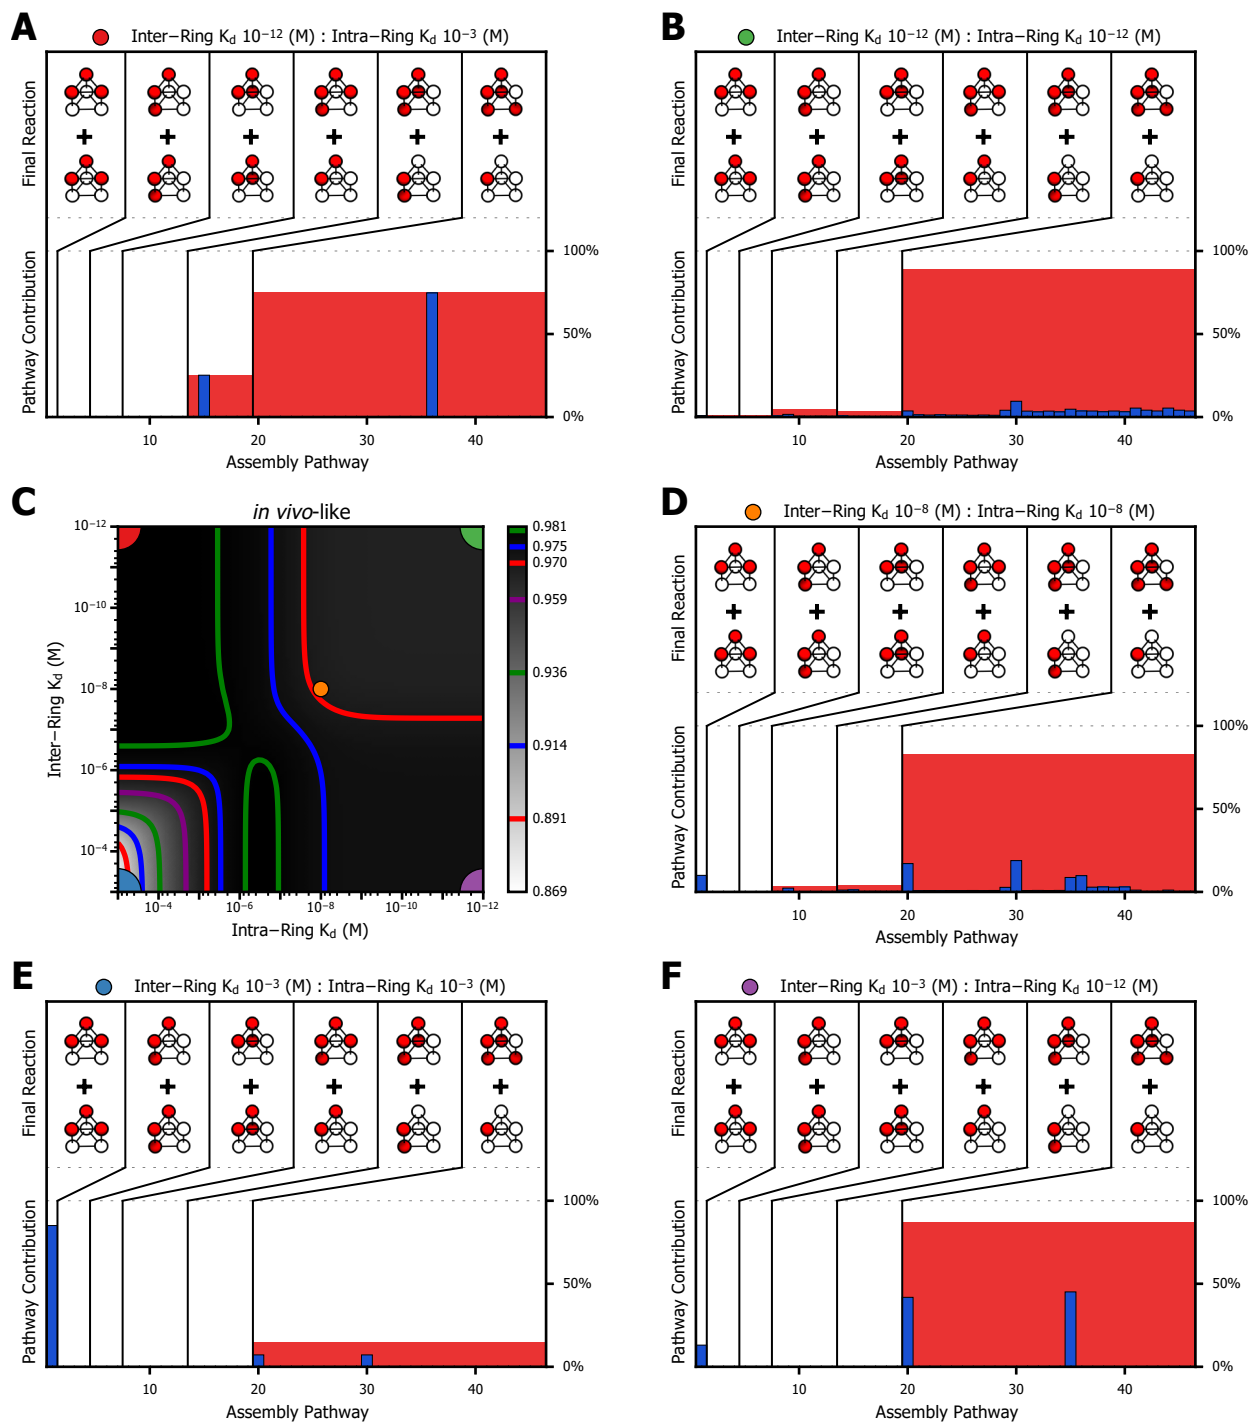 A
Inter−Ring Kd 10−12 (M) : Intra−Ring Kd 10−3 (M)
Final Reaction
Pathway Contribution
100%
50%
0%
10 20 30 40
Assembly Pathway
B
Inter−Ring Kd 10−12 (M) : Intra−Ring Kd 10−12 (M)
Final Reaction
Pathway Contribution
100%
50%
0%
10 20 30 40
Assembly Pathway
C
in vivo-like
Inter−Ring Kd (M)
10−12
10−10
10−8
10−6
10−4
10−4 10−6 10−8 10−10 10−12
Intra−Ring Kd (M)
0.981
0.975
0.970
0.959
0.936
0.914
0.891
0.869
D
Inter−Ring Kd 10−8 (M) : Intra−Ring Kd 10−8 (M)
Final Reaction
Pathway Contribution
100%
50%
0%
10 20 30 40
Assembly Pathway
E
Inter−Ring Kd 10−3 (M) : Intra−Ring Kd 10−3 (M)
Final Reaction
Pathway Contribution
100%
50%
0%
10 20 30 40
Assembly Pathway
F
Inter−Ring Kd 10−3 (M) : Intra−Ring Kd 10−12 (M)
Final Reaction
Pathway Contribution
100%
50%
0%
10 20 30 40
Assembly Pathway